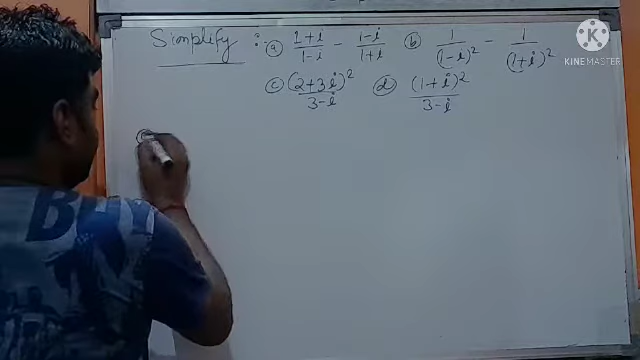 Simplify : ⓐ (1+i)/(1-i) - (1-i)/(1+i) ⓑ 1/(1-i)² - 1/(1+i)²
ⓒ (2+3i)²/(3-i) ⓓ (1+i)²/(3-i)
K
KINEMASTER
B